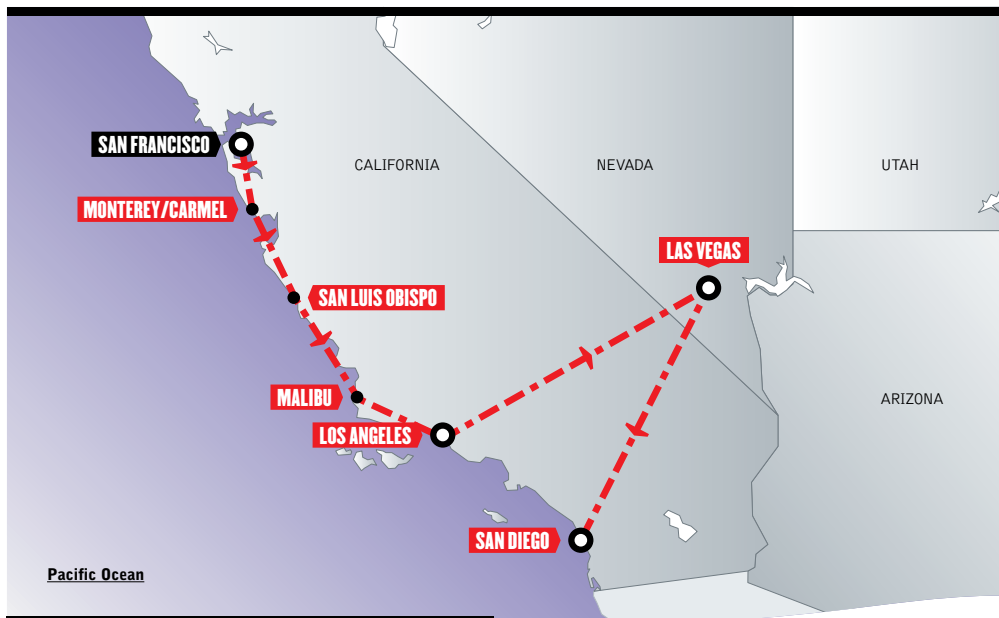 SAN FRANCISCO
CALIFORNIA
NEVADA
UTAH
MONTEREY/CARMEL
LAS VEGAS
SAN LUIS OBISPO
MALIBU
ARIZONA
LOS ANGELES
SAN DIEGO
Pacific Ocean